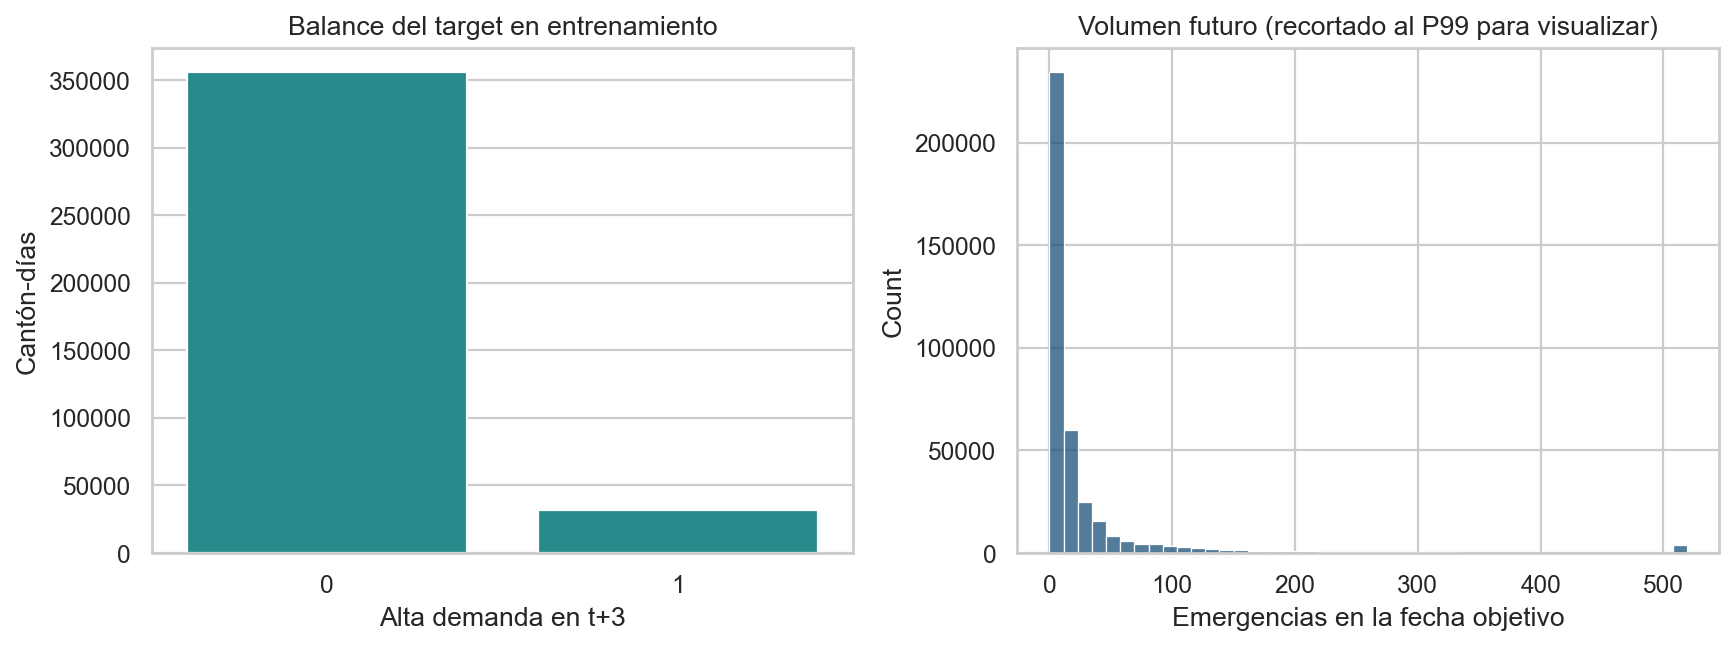 Balance del target en entrenamiento
350000
300000
250000
200000
150000
100000
50000
0
Cantón-días
0 1
Alta demanda en t+3
Volumen futuro (recortado al P99 para visualizar)
200000
150000
100000
50000
0
Count
0 100 200 300 400 500
Emergencias en la fecha objetivo